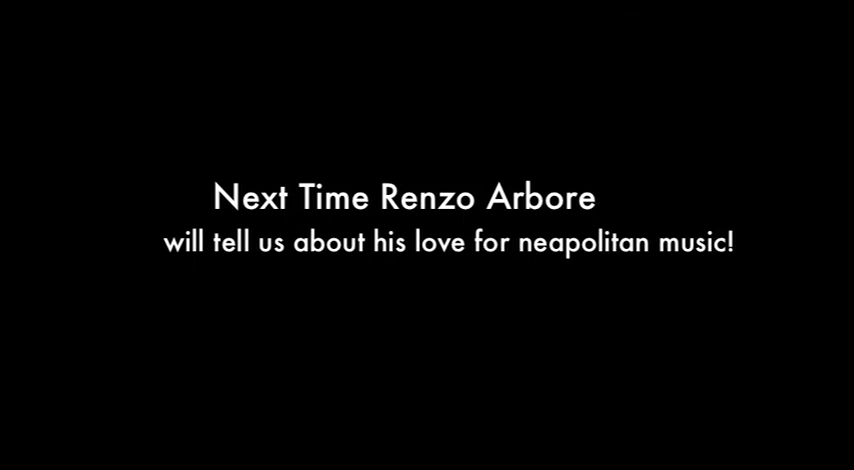 Next Time Renzo Arbore
will tell us about his love for neapolitan music!